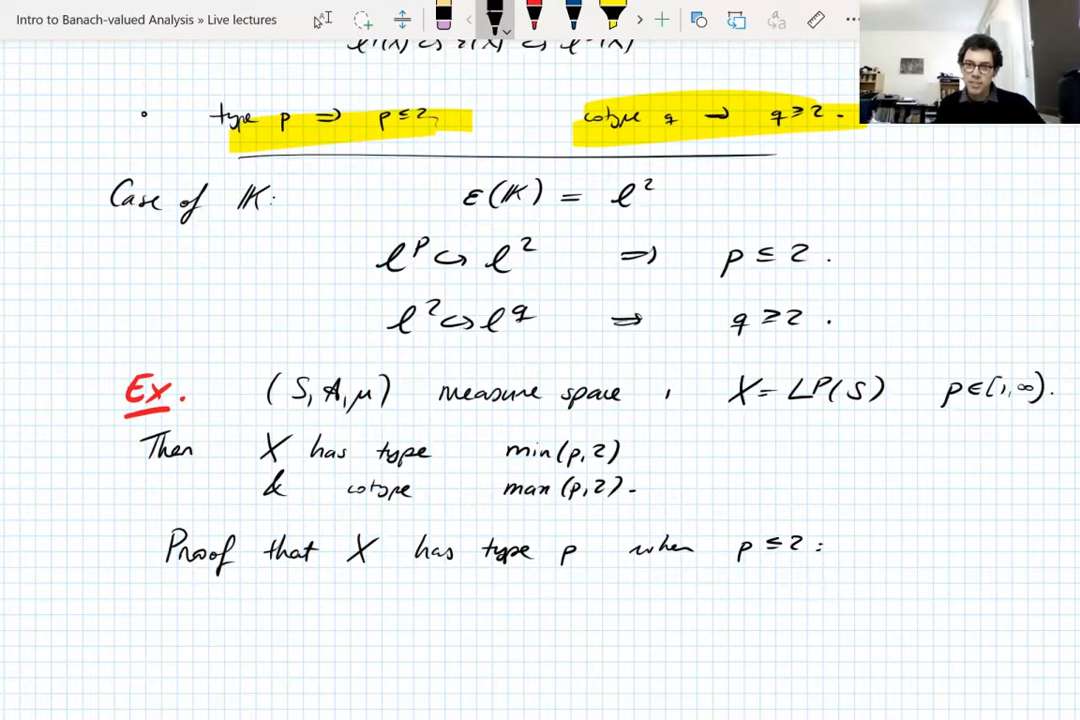 Intro to Banach-valued Analysis » Live lectures
• type p ⇒ p ≤ 2, cotype q → q ≥ 2.
Case of K: ε(K) = ℓ²
ℓᵖ ↪ ℓ² ⇒ p ≤ 2.
ℓ² ↪ ℓ^q ⇒ q ≥ 2.
Ex. (S, A, μ) measure space, X = LP(S) p ∈ [1, ∞).
Then X has type min(p,2)
& cotype max(p,2).
Proof that X has type p when p ≤ 2: